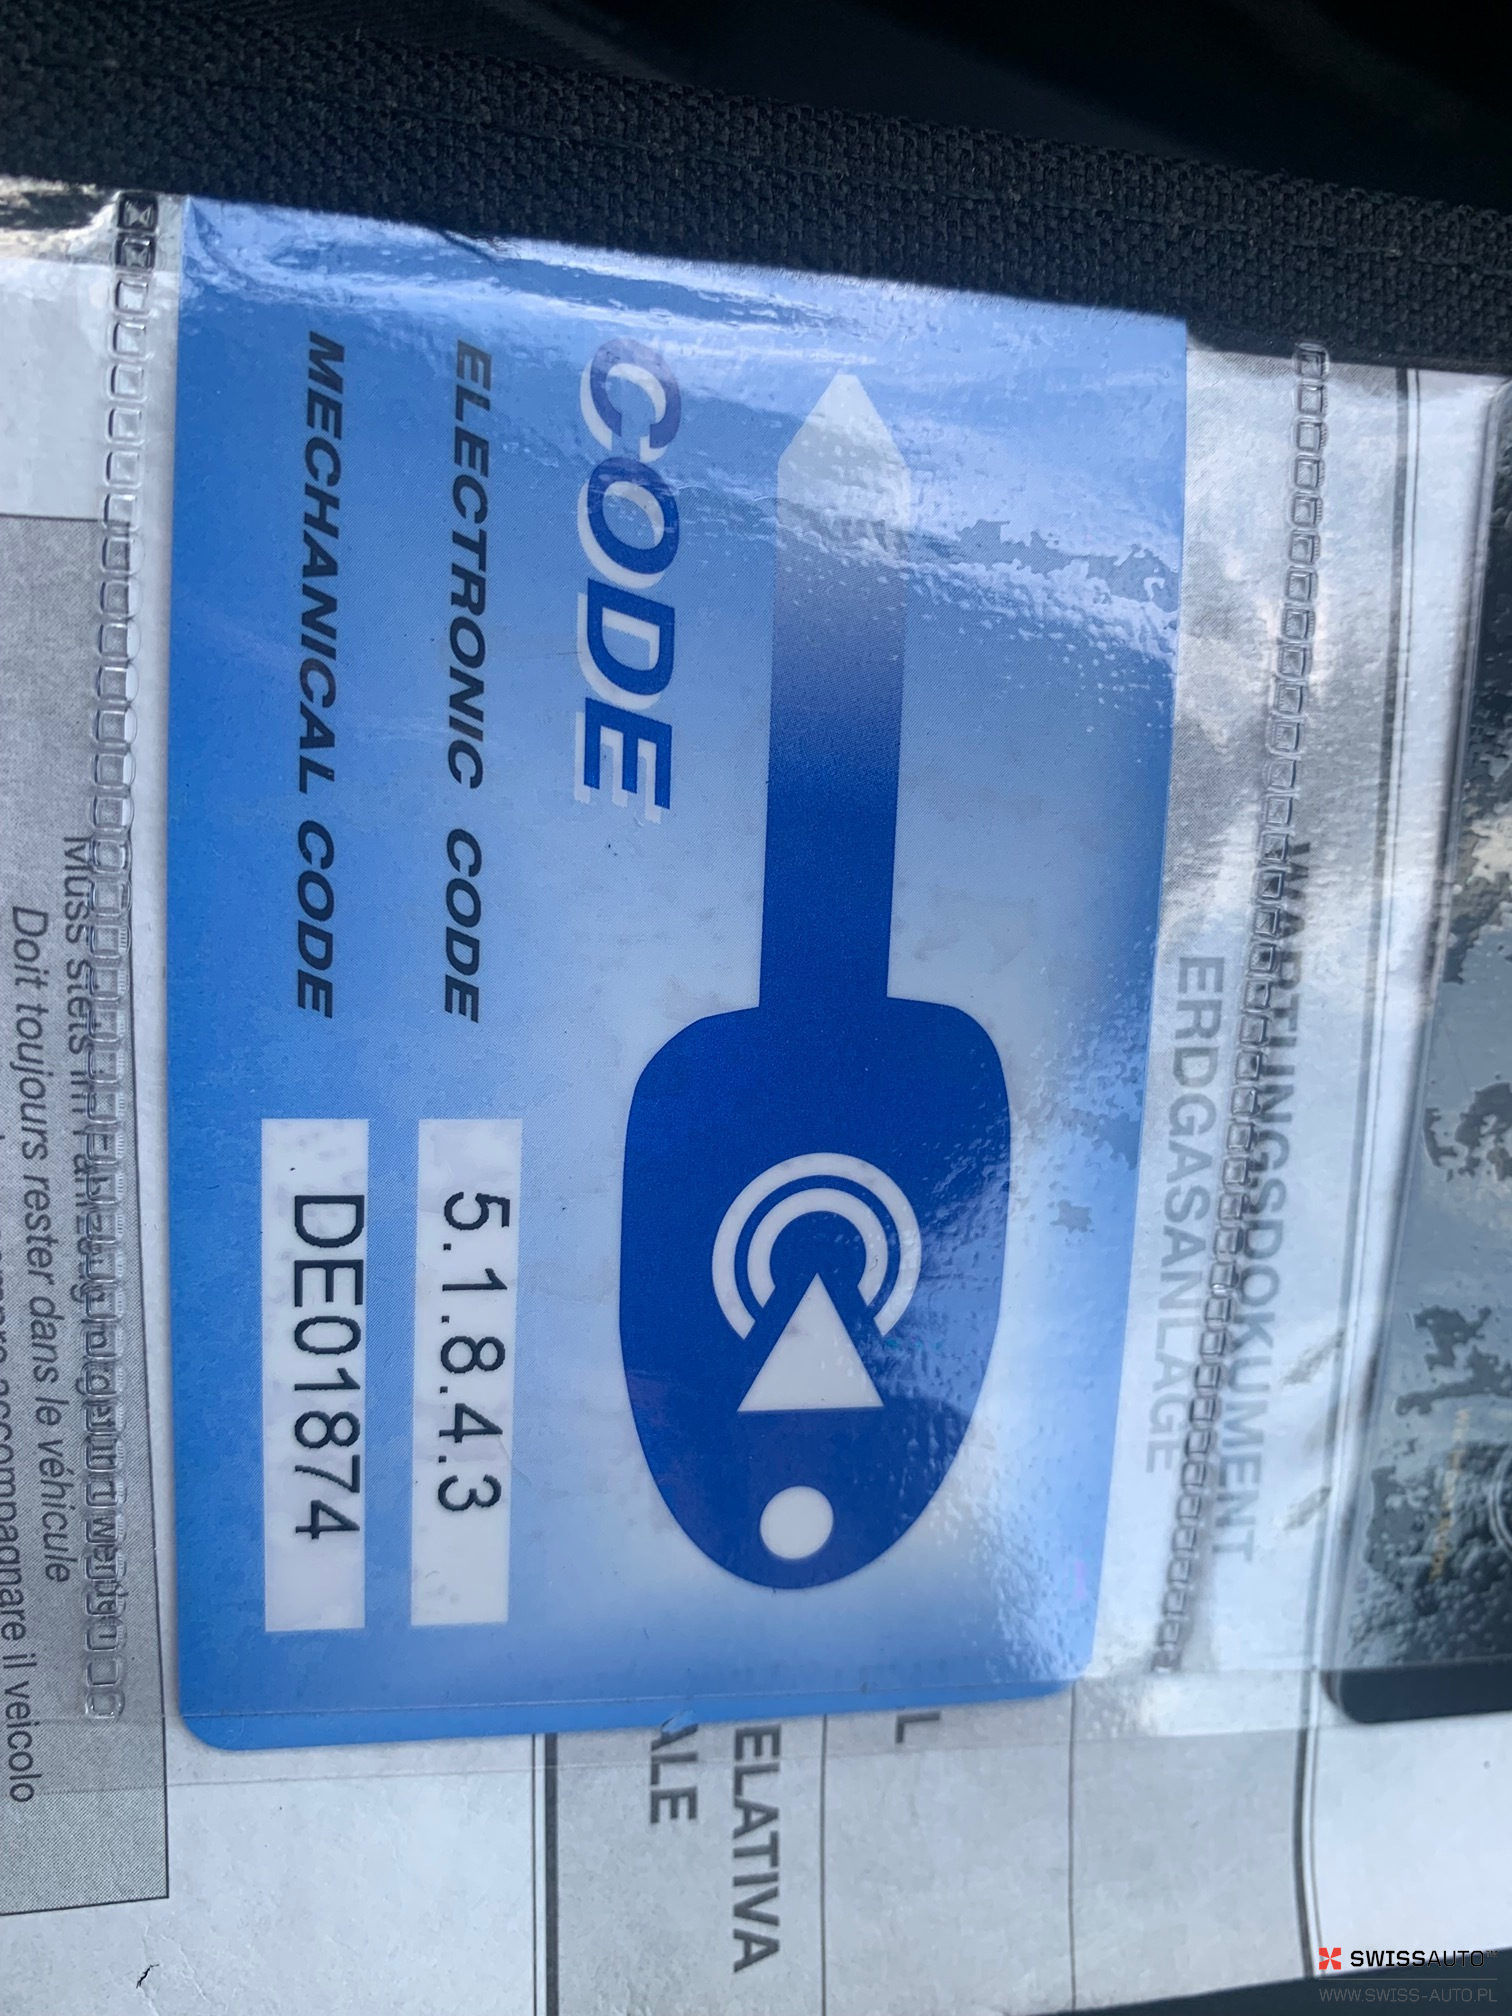 CODE
ELECTRONIC CODE 5.1.8.4.3
MECHANICAL CODE DE01874
WARTUNGSDOKUMENT
ERDGASANLAGE
ELATIVA
ALE
Muss stets im Fahrzeug mitgeführt werden
Doit toujours rester dans le véhicule
accompagnare il veicolo
SWISSAUTO
WWW.SWISS-AUTO.PL